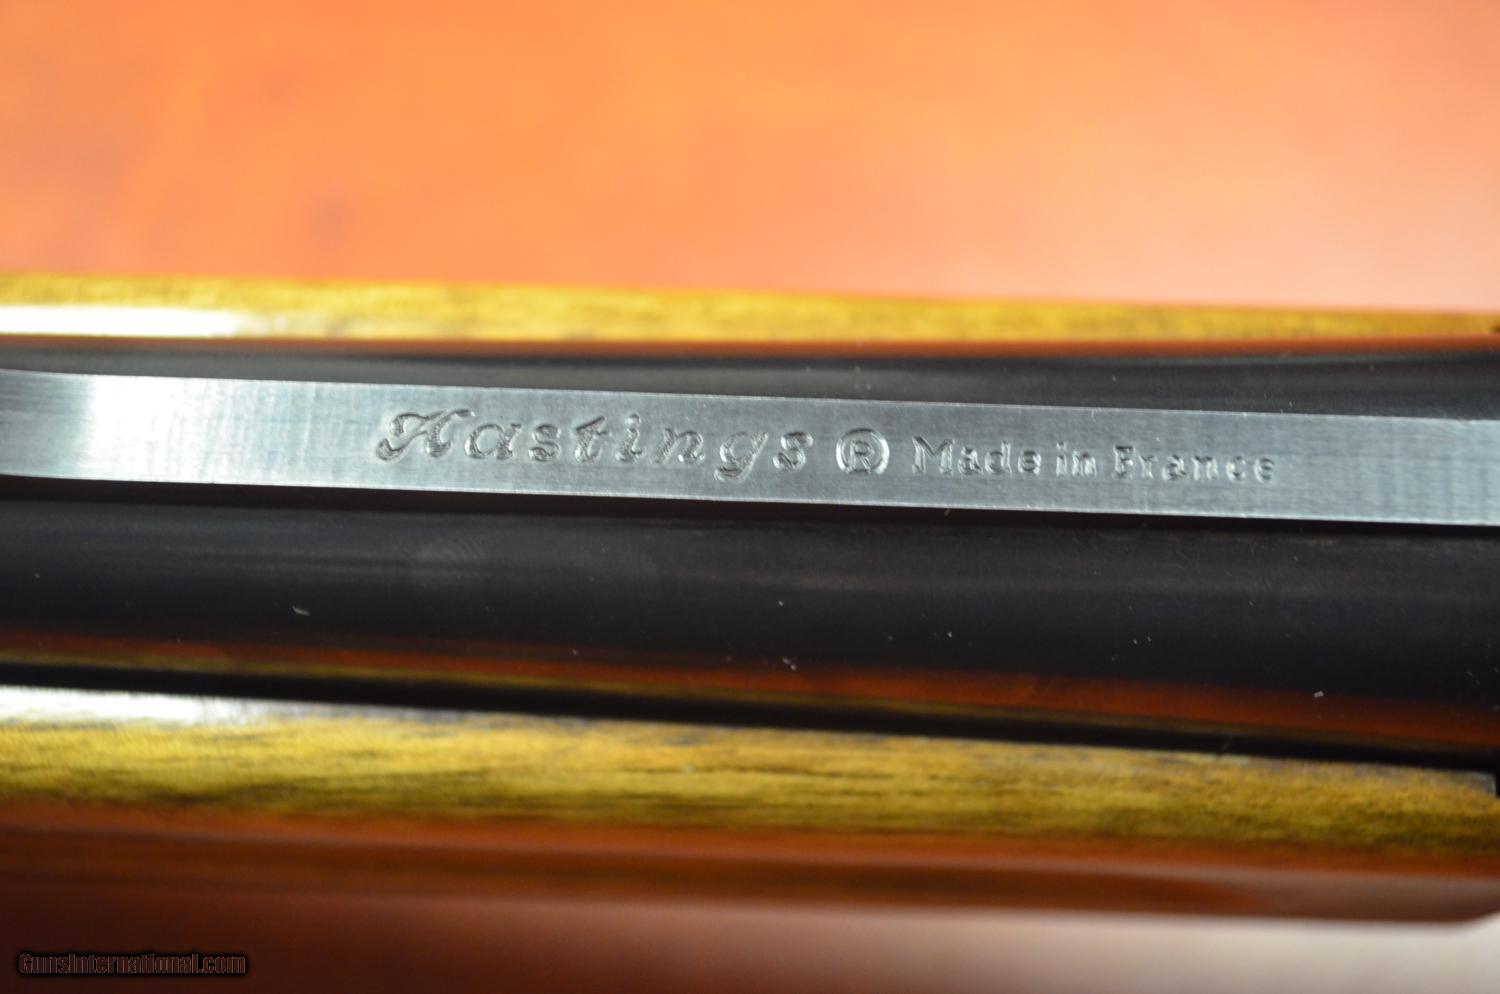 Hastings ® Made in France
GunsInternational.com